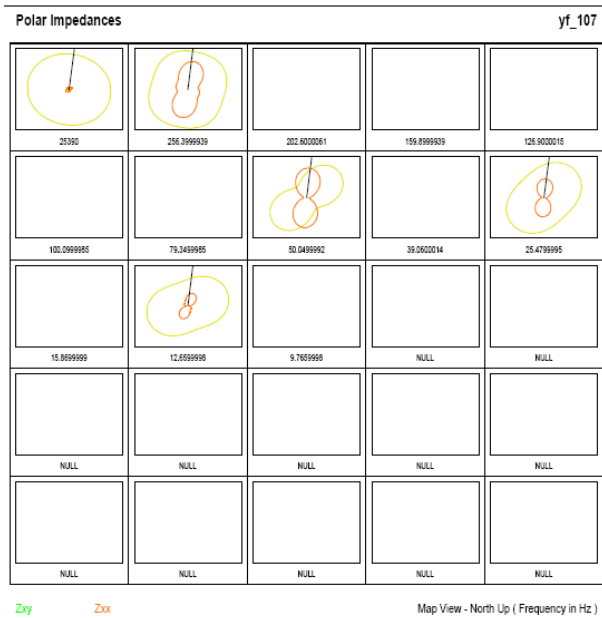 Polar Impedances yf_107
25390 256.3999939 202.6000061 159.8999939 126.9000015
100.0999985 79.3499985 50.0499992 39.0600014 25.4799995
15.8699999 12.6599998 9.7659998 NULL NULL
NULL NULL NULL NULL NULL
NULL NULL NULL NULL NULL
Zxy Zxx Map View - North Up ( Frequency in Hz )